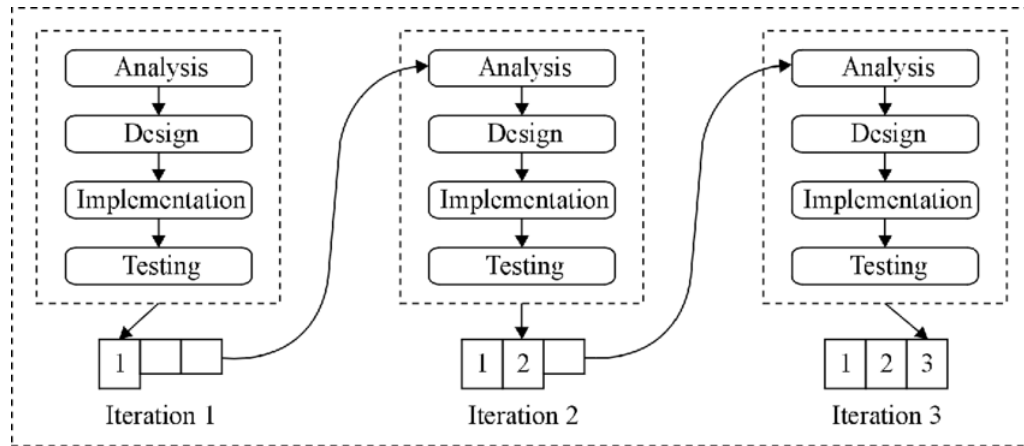 Analysis
Design
Implementation
Testing
1
Iteration 1
Analysis
Design
Implementation
Testing
1 2
Iteration 2
Analysis
Design
Implementation
Testing
1 2 3
Iteration 3